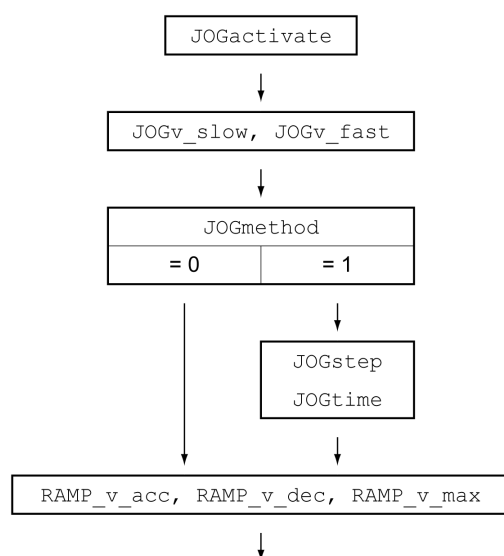 JOGactivate
JOGv_slow, JOGv_fast
JOGmethod
= 0
= 1
JOGstep
JOGtime
RAMP_v_acc, RAMP_v_dec, RAMP_v_max